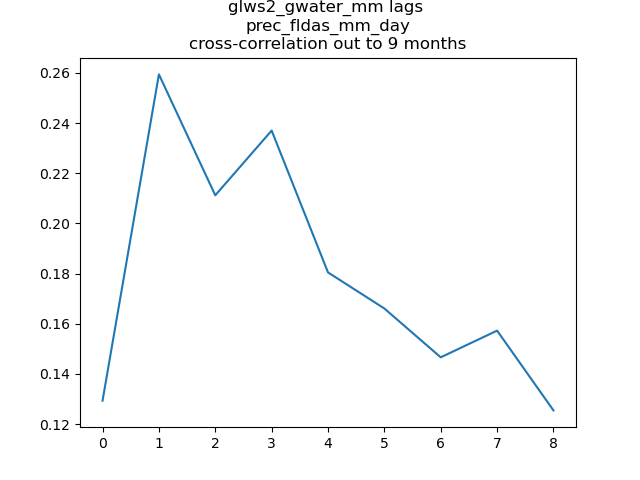 glws2_gwater_mm lags
prec_fldas_mm_day
cross-correlation out to 9 months
0.26
0.24
0.22
0.20
0.18
0.16
0.14
0.12
0 1 2 3 4 5 6 7 8